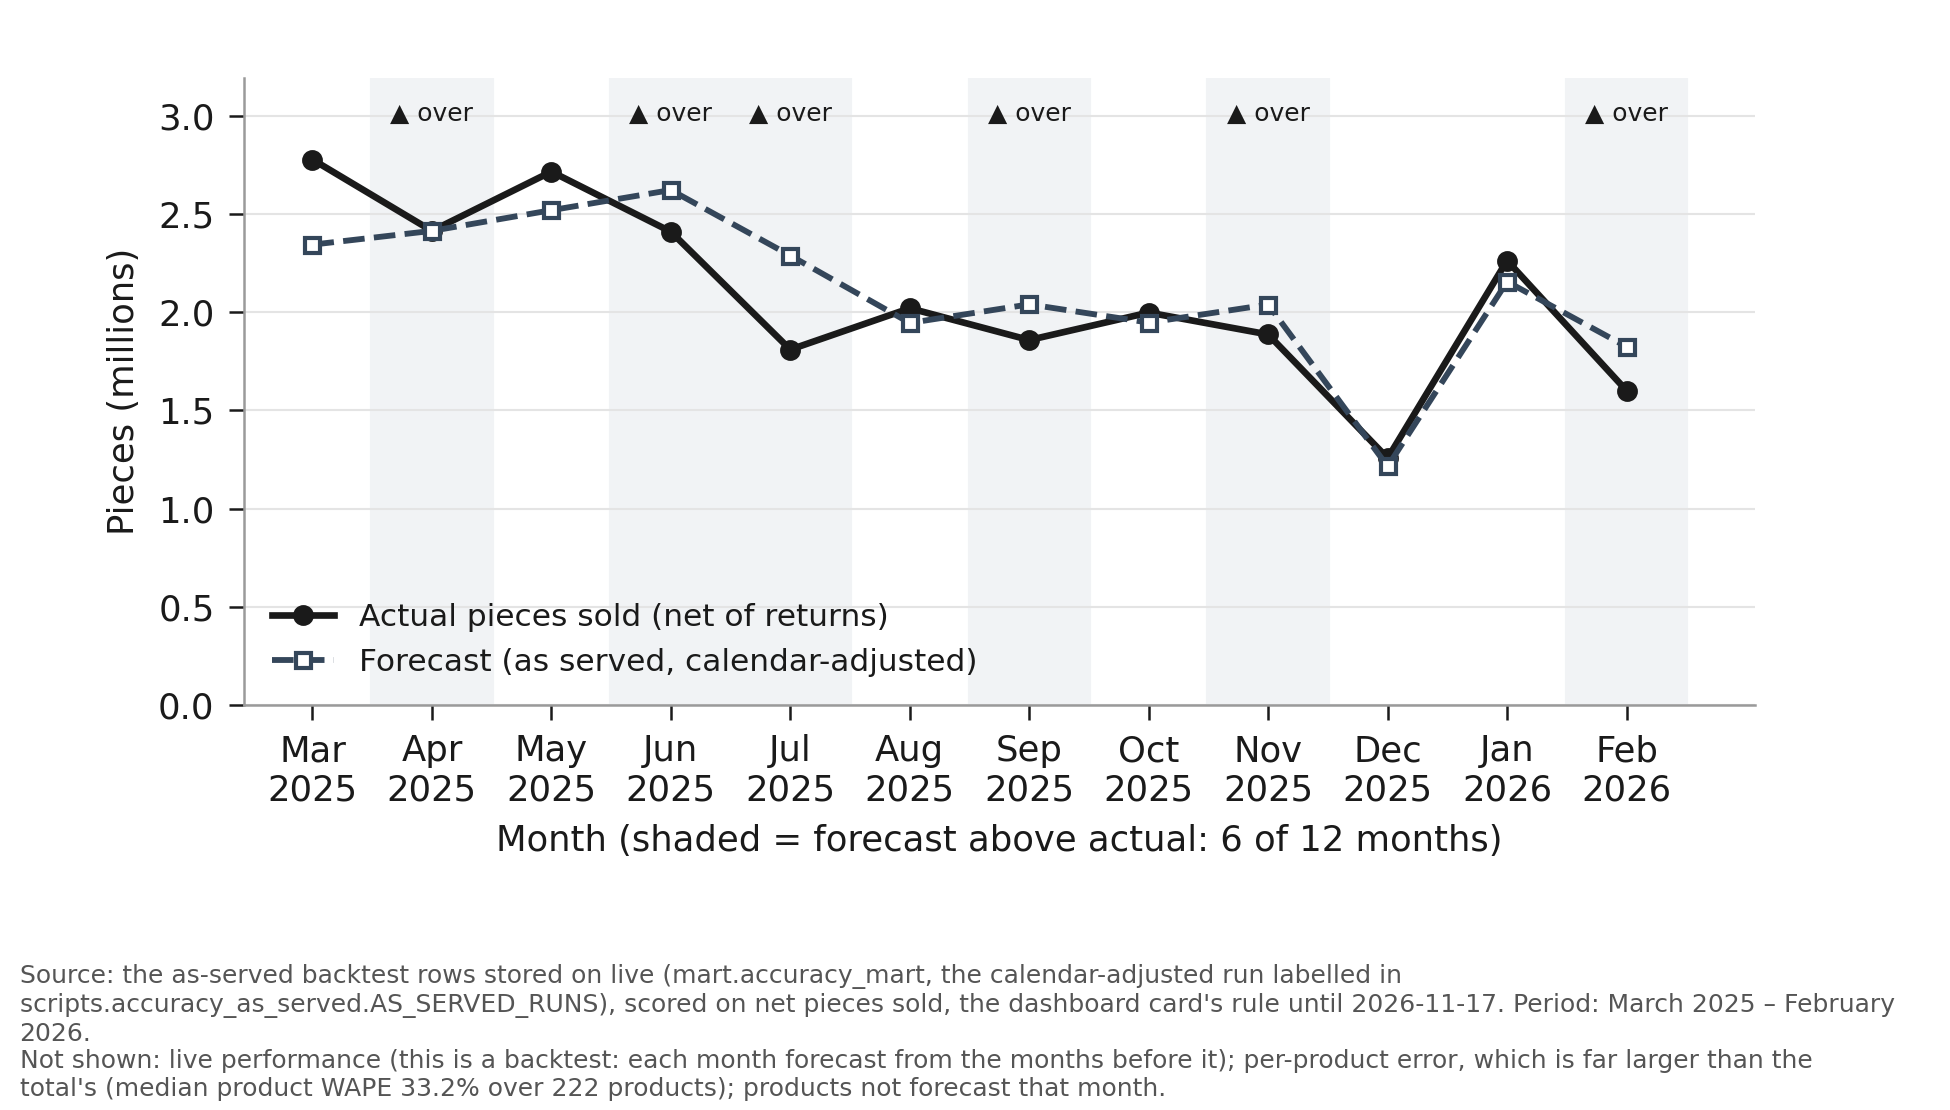 ▲ over ▲ over ▲ over ▲ over ▲ over ▲ over
3.0
2.5
2.0
1.5
1.0
0.5
0.0
Pieces (millions)
Actual pieces sold (net of returns)
Forecast (as served, calendar-adjusted)
Mar Apr May Jun Jul Aug Sep Oct Nov Dec Jan Feb
2025 2025 2025 2025 2025 2025 2025 2025 2025 2025 2026 2026
Month (shaded = forecast above actual: 6 of 12 months)
Source: the as-served backtest rows stored on live (mart.accuracy_mart, the calendar-adjusted run labelled in
scripts.accuracy_as_served.AS_SERVED_RUNS), scored on net pieces sold, the dashboard card's rule until 2026-11-17. Period: March 2025 – February
2026.
Not shown: live performance (this is a backtest: each month forecast from the months before it); per-product error, which is far larger than the
total's (median product WAPE 33.2% over 222 products); products not forecast that month.